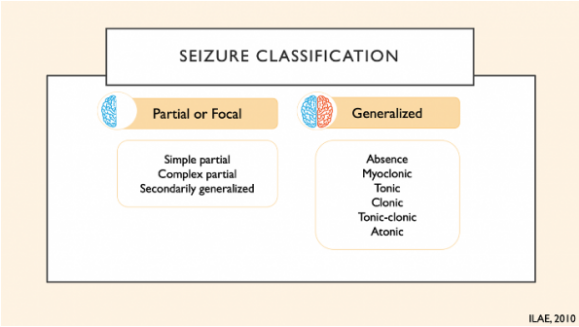 SEIZURE CLASSIFICATION
Partial or Focal
Simple partial
Complex partial
Secondarily generalized
Generalized
Absence
Myoclonic
Tonic
Clonic
Tonic-clonic
Atonic
ILAE, 2010